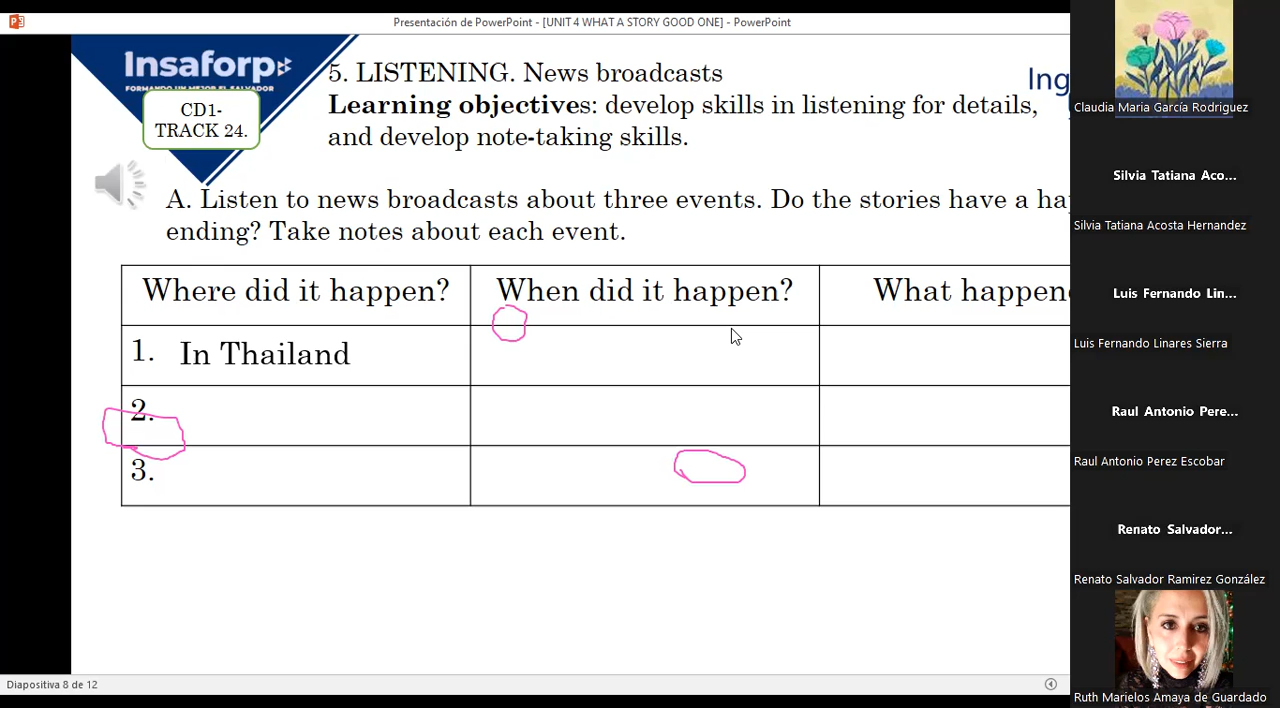 Presentación de PowerPoint - [UNIT 4 WHAT A STORY GOOD ONE] - PowerPoint
Insaforp
FORMANDO UN MEJOR EL SALVADOR
CD1-
TRACK 24.
5. LISTENING. News broadcasts
Ing
Learning objectives: develop skills in listening for details,
and develop note-taking skills.
A. Listen to news broadcasts about three events. Do the stories have a ha
ending? Take notes about each event.
Where did it happen? When did it happen? What happen
1. In Thailand
2.
3.
Diapositiva 8 de 12
Claudia Maria García Rodriguez
Silvia Tatiana Aco...
Silvia Tatiana Acosta Hernandez
Luis Fernando Lin...
Luis Fernando Linares Sierra
Raul Antonio Pere...
Raul Antonio Perez Escobar
Renato Salvador...
Renato Salvador Ramirez González
Ruth Marielos Amaya de Guardado